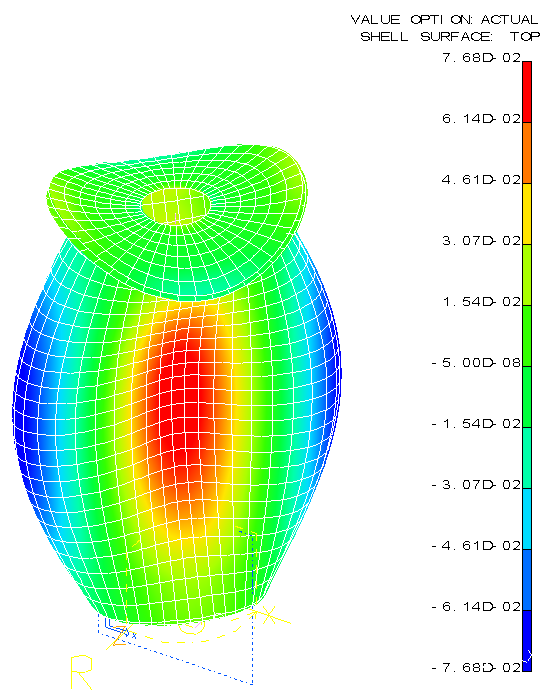 VALUE OPTION: ACTUAL
SHELL SURFACE: TOP
7.68D-02
6.14D-02
4.61D-02
3.07D-02
1.54D-02
-5.00D-08
-1.54D-02
-3.07D-02
-4.61D-02
-6.14D-02
-7.68D-02
X
Z
R